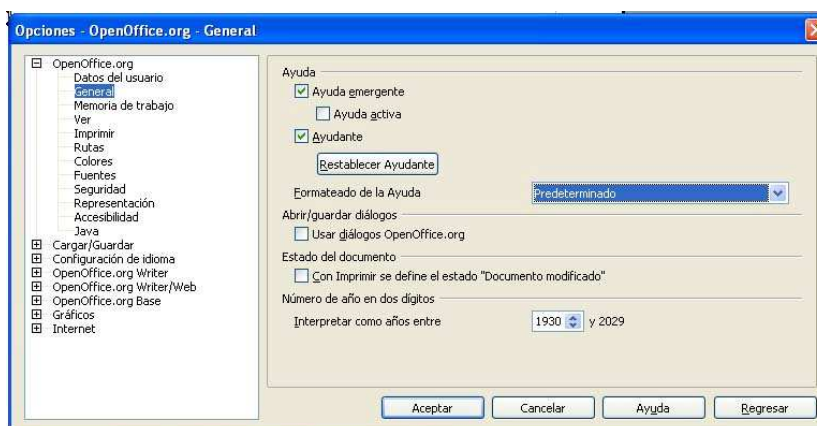 Opciones - OpenOffice.org - General
OpenOffice.org
Datos del usuario
General
Memoria de trabajo
Ver
Imprimir
Rutas
Colores
Fuentes
Seguridad
Representación
Accesibilidad
Java
Cargar/Guardar
Configuración de idioma
OpenOffice.org Writer
OpenOffice.org Writer/Web
OpenOffice.org Base
Gráficos
Internet
Ayuda
Ayuda emergente
Ayuda activa
Ayudante
Restablecer Ayudante
Formateado de la Ayuda Predeterminado
Abrir/guardar diálogos
Usar diálogos OpenOffice.org
Estado del documento
Con Imprimir se define el estado "Documento modificado"
Número de año en dos dígitos
Interpretar como años entre 1930 y 2029
Aceptar Cancelar Ayuda Regresar